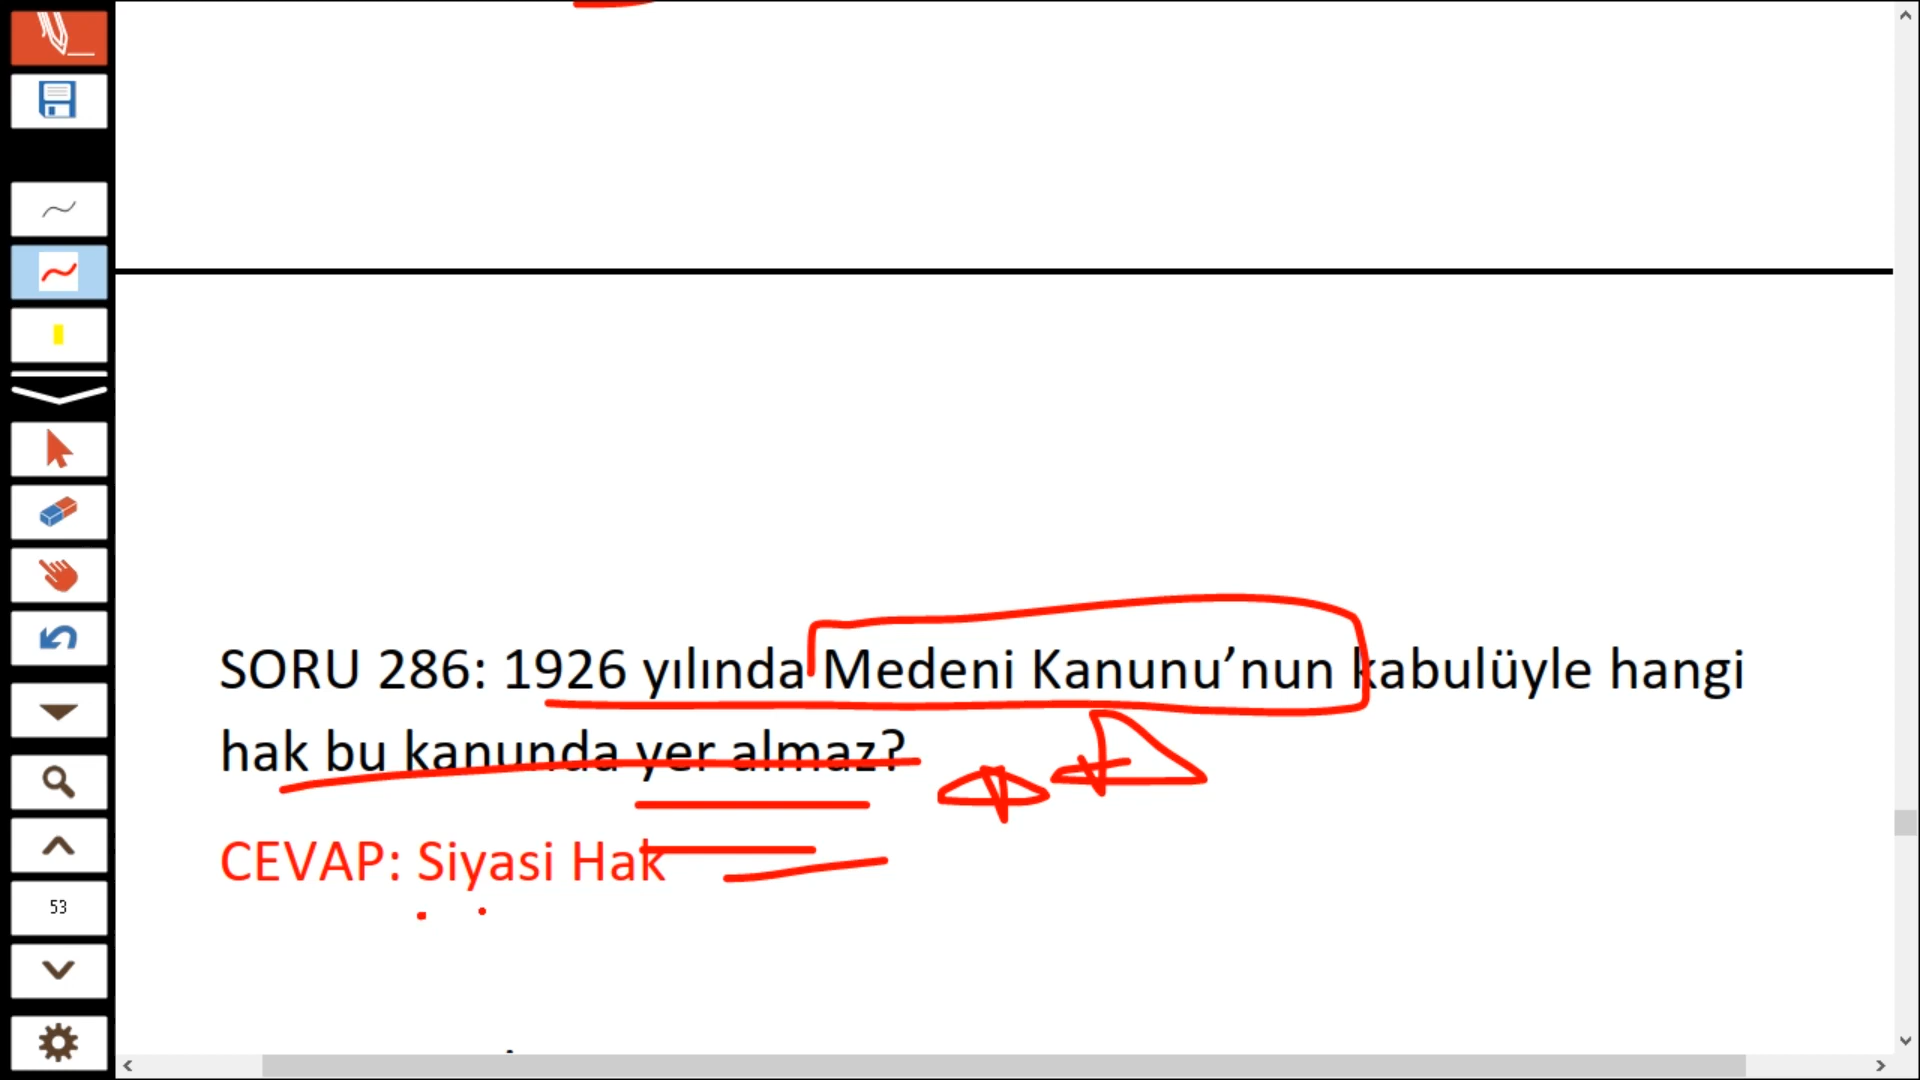 SORU 286: 1926 yılında Medeni Kanunu’nun kabulüyle hangi
hak bu kanunda yer almaz?
CEVAP: Siyasi Hak
53